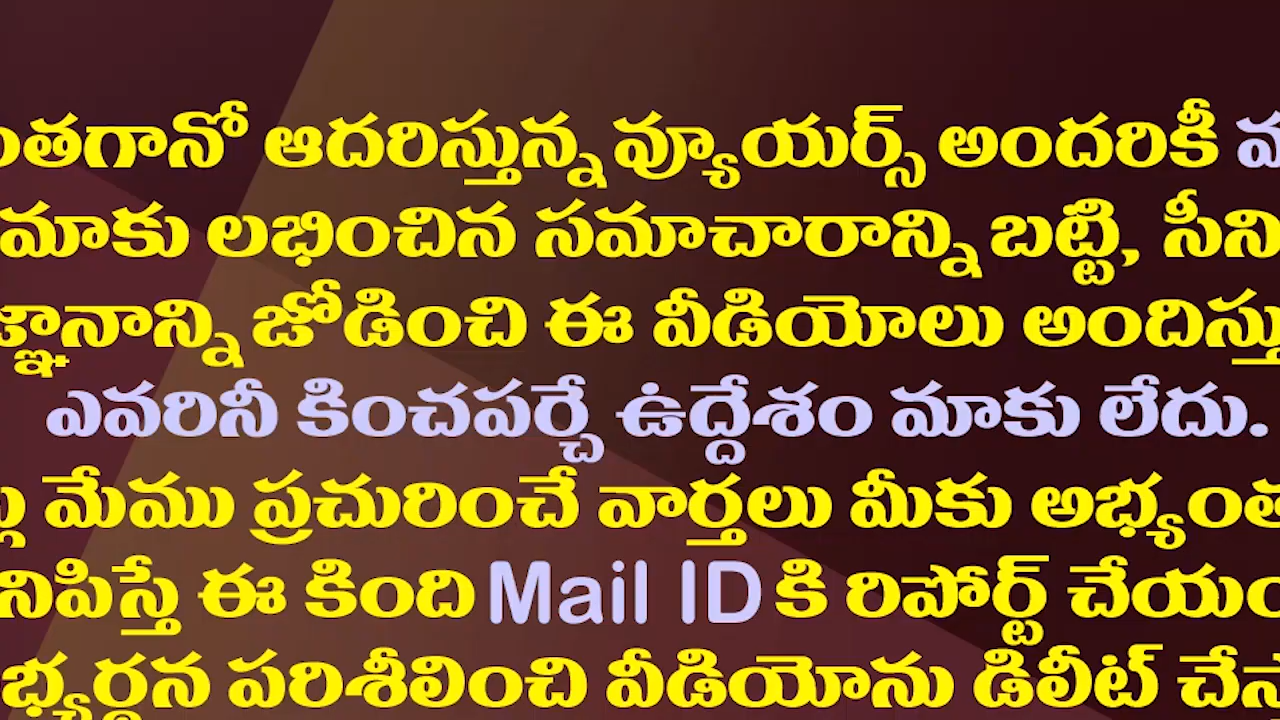 ంతగానో ఆదరిస్తున్న వ్యూయర్స్ అందరికీ
మాకు లభించిన సమాచారాన్ని బట్టి, సీని
జ్ఞానాన్ని జోడించి ఈ వీడియోలు అందిస్తు
ఎవరినీ కించపర్చే ఉద్దేశం మాకు లేదు.
మేము ప్రచురించే వార్తలు మీకు అభ్యంత
నిపిస్తే ఈ కింది Mail ID కి రిపోర్ట్ చేయం
భ్యర్థన పరిశీలించి వీడియోను డిలీట్ చేస